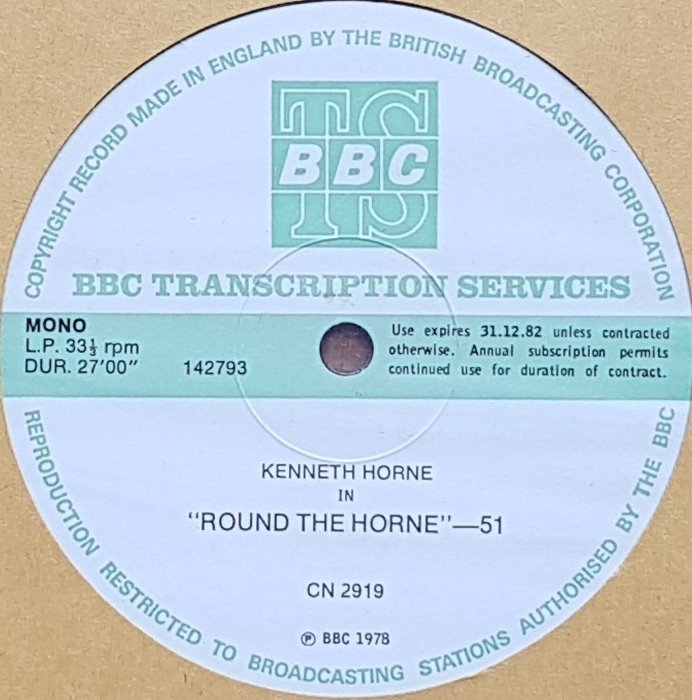 COPYRIGHT RECORD MADE IN ENGLAND BY THE BRITISH BROADCASTING CORPORATION
TS
BBC
BBC TRANSCRIPTION SERVICES
MONO
L.P. 33⅓ rpm
DUR. 27'00" 142793
Use expires 31.12.82 unless contracted
otherwise. Annual subscription permits
continued use for duration of contract.
KENNETH HORNE
IN
"ROUND THE HORNE"—51
CN 2919
Ⓟ BBC 1978
REPRODUCTION RESTRICTED TO BROADCASTING STATIONS AUTHORISED BY THE BBC